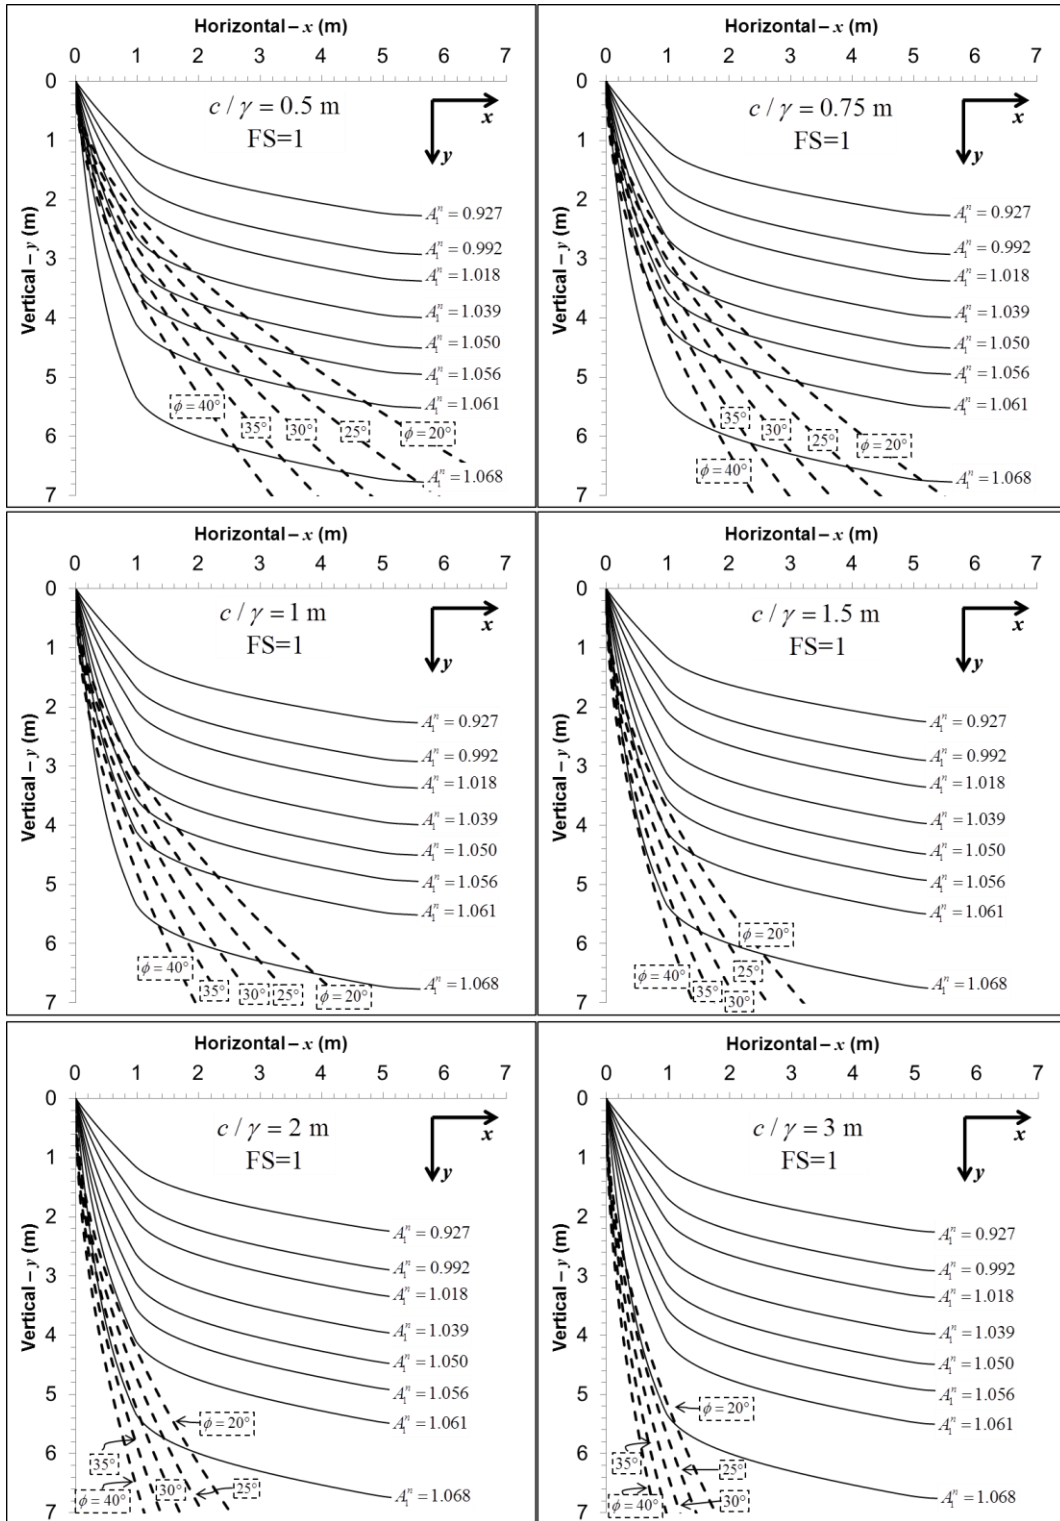 Horizontal – x (m)
0 1 2 3 4 5 6 7
Vertical – y (m)
0
1
2
3
4
5
6
7
c / γ = 0.5 m
FS=1
x
y
A₁ⁿ = 0.927
A₁ⁿ = 0.992
A₁ⁿ = 1.018
A₁ⁿ = 1.039
A₁ⁿ = 1.050
A₁ⁿ = 1.056
A₁ⁿ = 1.061
A₁ⁿ = 1.068
ϕ = 40°
35°
30°
25°
ϕ = 20°
Horizontal – x (m)
0 1 2 3 4 5 6 7
Vertical – y (m)
0
1
2
3
4
5
6
7
c / γ = 0.75 m
FS=1
x
y
A₁ⁿ = 0.927
A₁ⁿ = 0.992
A₁ⁿ = 1.018
A₁ⁿ = 1.039
A₁ⁿ = 1.050
A₁ⁿ = 1.056
A₁ⁿ = 1.061
A₁ⁿ = 1.068
35°
30°
25°
ϕ = 20°
ϕ = 40°
Horizontal – x (m)
0 1 2 3 4 5 6 7
Vertical – y (m)
0
1
2
3
4
5
6
7
c / γ = 1 m
FS=1
x
y
A₁ⁿ = 0.927
A₁ⁿ = 0.992
A₁ⁿ = 1.018
A₁ⁿ = 1.039
A₁ⁿ = 1.050
A₁ⁿ = 1.056
A₁ⁿ = 1.061
A₁ⁿ = 1.068
ϕ = 40°
35°
30°
25°
ϕ = 20°
Horizontal – x (m)
0 1 2 3 4 5 6 7
Vertical – y (m)
0
1
2
3
4
5
6
7
c / γ = 1.5 m
FS=1
x
y
A₁ⁿ = 0.927
A₁ⁿ = 0.992
A₁ⁿ = 1.018
A₁ⁿ = 1.039
A₁ⁿ = 1.050
A₁ⁿ = 1.056
A₁ⁿ = 1.061
A₁ⁿ = 1.068
ϕ = 20°
ϕ = 40°
25°
35°
30°
Horizontal – x (m)
0 1 2 3 4 5 6 7
Vertical – y (m)
0
1
2
3
4
5
6
7
c / γ = 2 m
FS=1
x
y
A₁ⁿ = 0.927
A₁ⁿ = 0.992
A₁ⁿ = 1.018
A₁ⁿ = 1.039
A₁ⁿ = 1.050
A₁ⁿ = 1.056
A₁ⁿ = 1.061
A₁ⁿ = 1.068
ϕ = 20°
35°
25°
30°
ϕ = 40°
Horizontal – x (m)
0 1 2 3 4 5 6 7
Vertical – y (m)
0
1
2
3
4
5
6
7
c / γ = 3 m
FS=1
x
y
A₁ⁿ = 0.927
A₁ⁿ = 0.992
A₁ⁿ = 1.018
A₁ⁿ = 1.039
A₁ⁿ = 1.050
A₁ⁿ = 1.056
A₁ⁿ = 1.061
A₁ⁿ = 1.068
ϕ = 20°
35°
25°
ϕ = 40°
30°